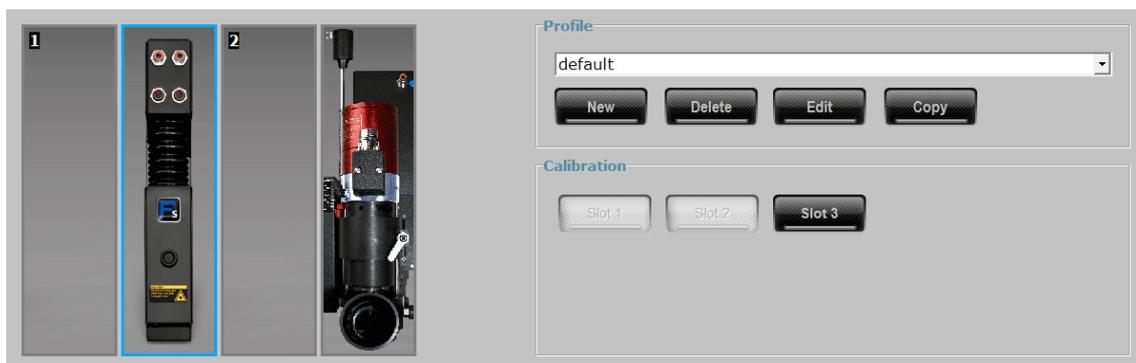 1
2
Profile
default
New Delete Edit Copy
Calibration
Slot 1 Slot 2 Slot 3